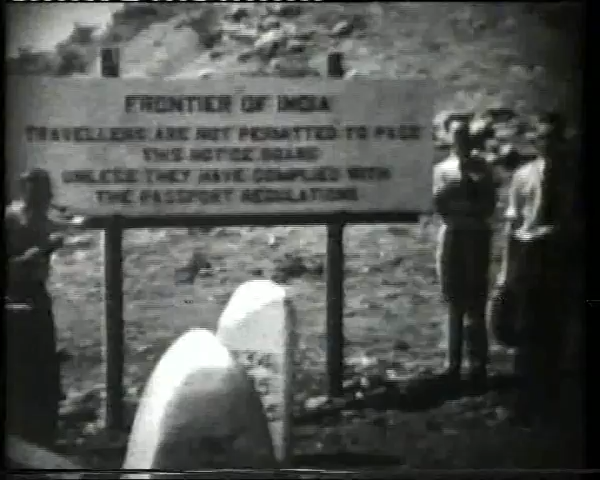 FRONTIER OF INDIA
TRAVELLERS ARE NOT PERMITTED TO PASS
THIS NOTICE BOARD
UNLESS THEY HAVE COMPLIED WITH
THE PASSPORT REGULATIONS